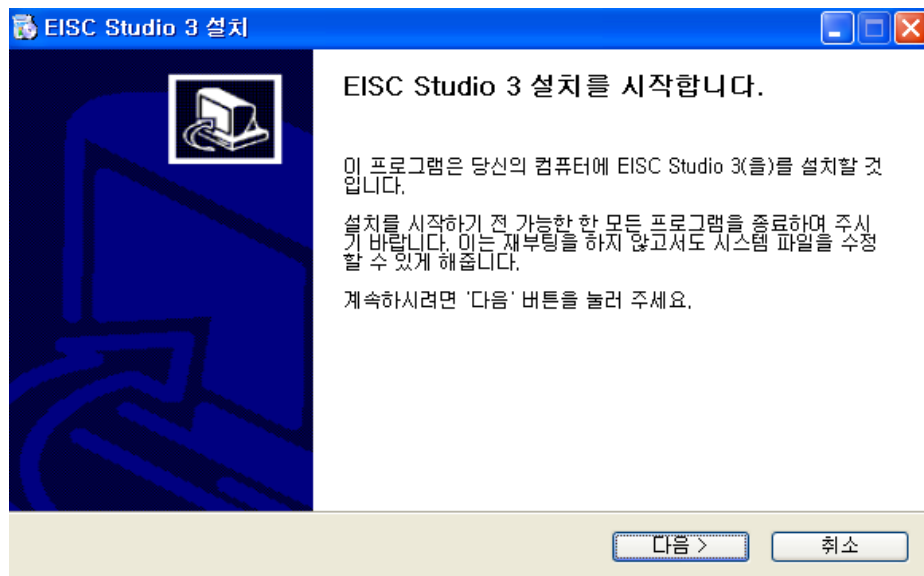 EISC Studio 3 설치
EISC Studio 3 설치를 시작합니다.
이 프로그램은 당신의 컴퓨터에 EISC Studio 3(을)를 설치할 것
입니다.
설치를 시작하기 전 가능한 한 모든 프로그램을 종료하여 주시
기 바랍니다. 이는 재부팅을 하지 않고서도 시스템 파일을 수정
할 수 있게 해줍니다.
계속하시려면 '다음' 버튼을 눌러 주세요.
다음 >
취소